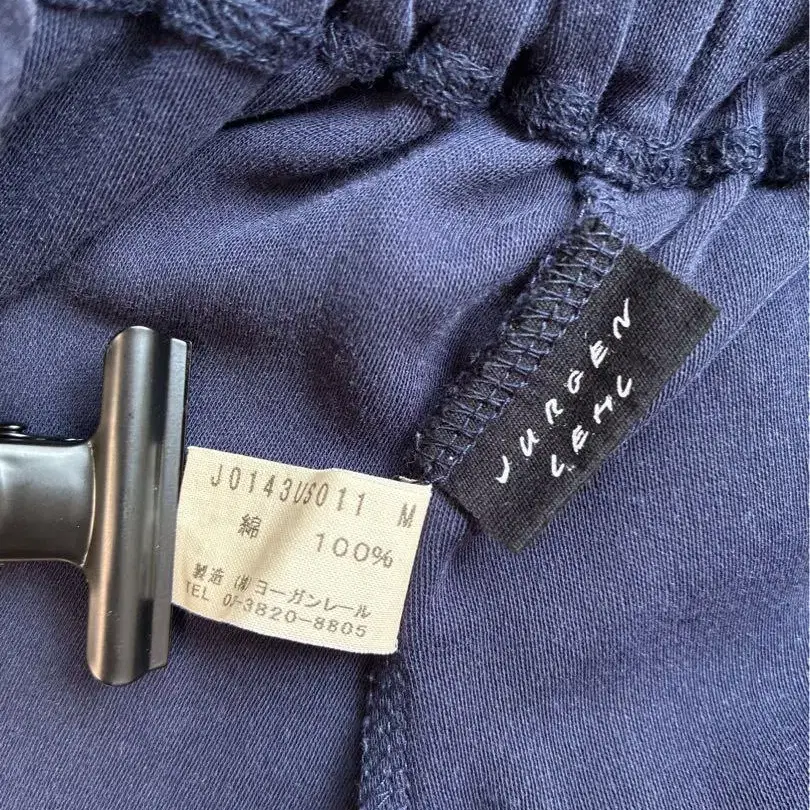 JURGEN
LEHL
J0143US011 M
綿 100%
製造 ㈱ ヨーガンレール
TEL 03-3820-8805